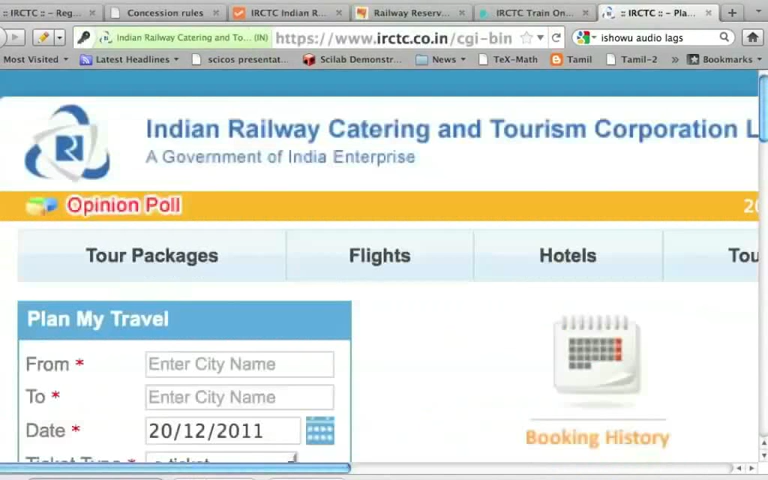 :: IRCTC :: - Reg...
Concession rules
IRCTC Indian R...
Railway Reserv...
IRCTC Train On...
:: IRCTC :: - Pla...
Indian Railway Catering and To... (IN)
https://www.irctc.co.in/cgi-bin
ishowu audio lags
Most Visited
Latest Headlines
scicos presentat...
Scilab Demonstr...
News
TeX-Math
Tamil
Tamil-2
»
Bookmarks
Indian Railway Catering and Tourism Corporation L
A Government of India Enterprise
Opinion Poll
20
Tour Packages
Flights
Hotels
Tou
Plan My Travel
From * Enter City Name
To * Enter City Name
Date * 20/12/2011
Ticket Type * e-ticket
Booking History